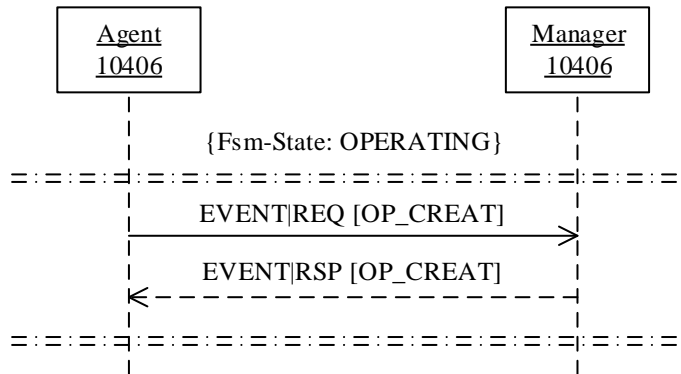 Agent
10406
Manager
10406
{Fsm-State: OPERATING}
EVENT|REQ [OP_CREAT]
EVENT|RSP [OP_CREAT]